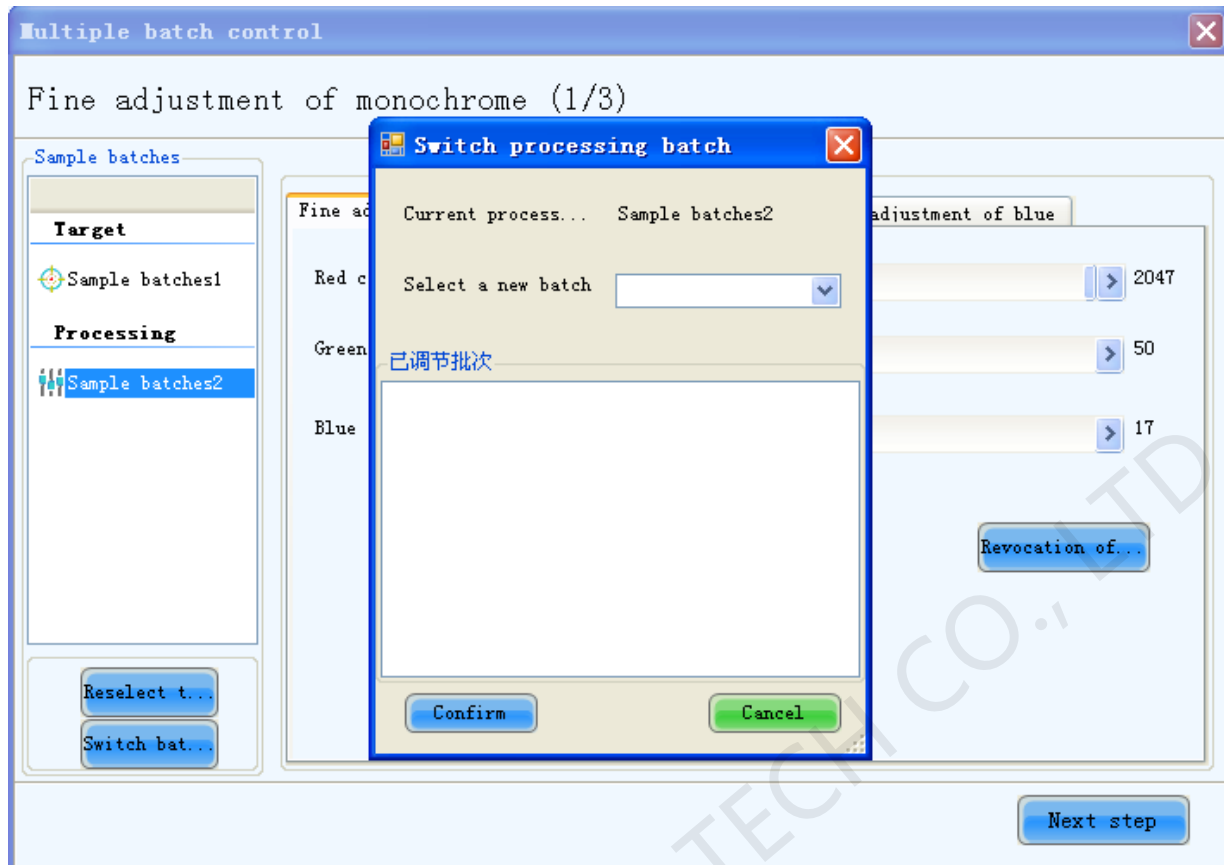 Multiple batch control
Fine adjustment of monochrome (1/3)
Sample batches
Target
Sample batches1
Processing
Sample batches2
Reselect t...
Switch bat...
Fine ad
adjustment of blue
Red c
2047
Green
50
Blue
17
Revocation of...
Switch processing batch
Current process... Sample batches2
Select a new batch
已调节批次
Confirm
Cancel
Next step
TECH CO., LTD